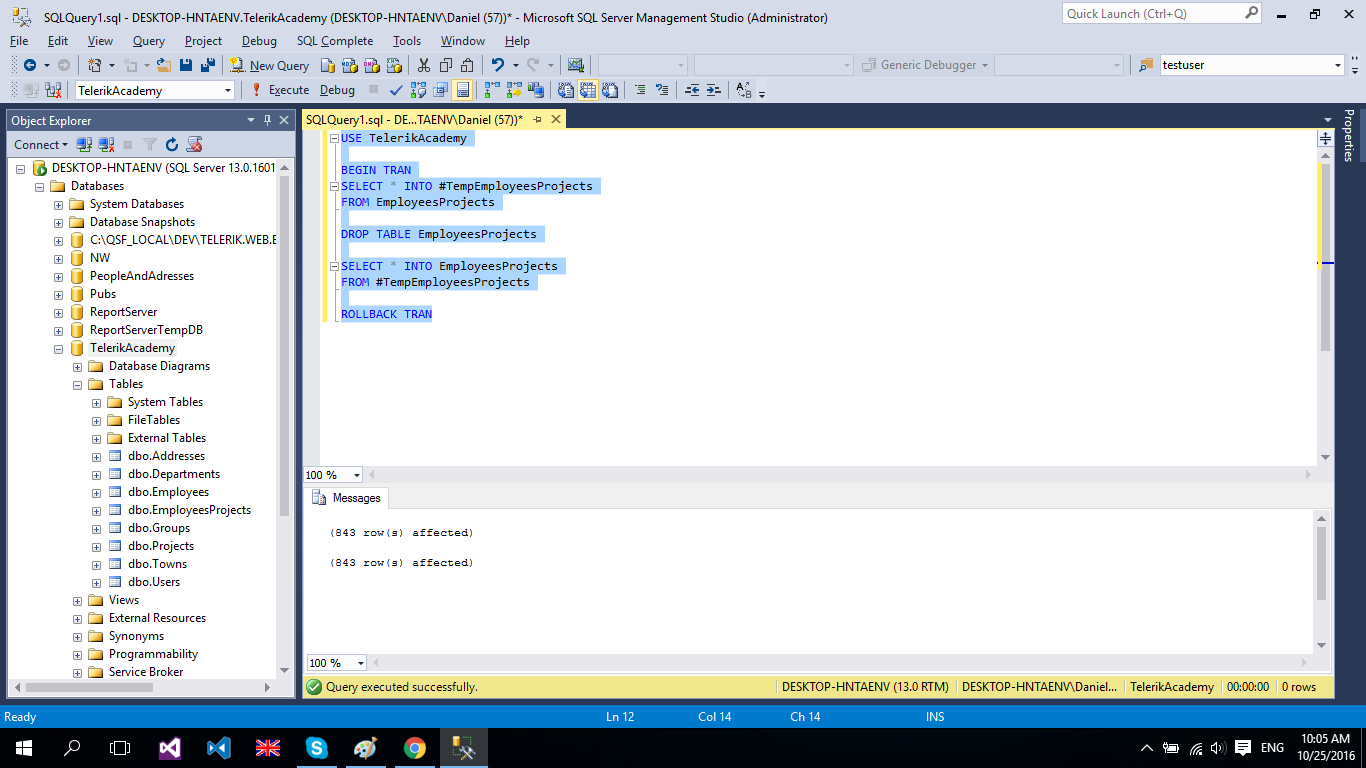 SQLQuery1.sql - DESKTOP-HNTAENV.TelerikAcademy (DESKTOP-HNTAENV\Daniel (57))* - Microsoft SQL Server Management Studio (Administrator)
Quick Launch (Ctrl+Q)
File Edit View Query Project Debug SQL Complete Tools Window Help
New Query MDX DMX XMLA Generic Debugger testuser
TelerikAcademy Execute Debug
Object Explorer
Connect
DESKTOP-HNTAENV (SQL Server 13.0.1601
Databases
System Databases
Database Snapshots
C:\QSF_LOCAL\DEV\TELERIK.WEB.E
NW
PeopleAndAdresses
Pubs
ReportServer
ReportServerTempDB
TelerikAcademy
Database Diagrams
Tables
System Tables
FileTables
External Tables
dbo.Addresses
dbo.Departments
dbo.Employees
dbo.EmployeesProjects
dbo.Groups
dbo.Projects
dbo.Towns
dbo.Users
Views
External Resources
Synonyms
Programmability
Service Broker
SQLQuery1.sql - DE...TAENV\Daniel (57))*
USE TelerikAcademy
BEGIN TRAN
SELECT * INTO #TempEmployeesProjects
FROM EmployeesProjects
DROP TABLE EmployeesProjects
SELECT * INTO EmployeesProjects
FROM #TempEmployeesProjects
ROLLBACK TRAN
100 %
Messages
(843 row(s) affected)
(843 row(s) affected)
100 %
Query executed successfully. DESKTOP-HNTAENV (13.0 RTM) DESKTOP-HNTAENV\Daniel... TelerikAcademy 00:00:00 0 rows
Properties
Ready Ln 12 Col 14 Ch 14 INS
ENG 10:05 AM
10/25/2016